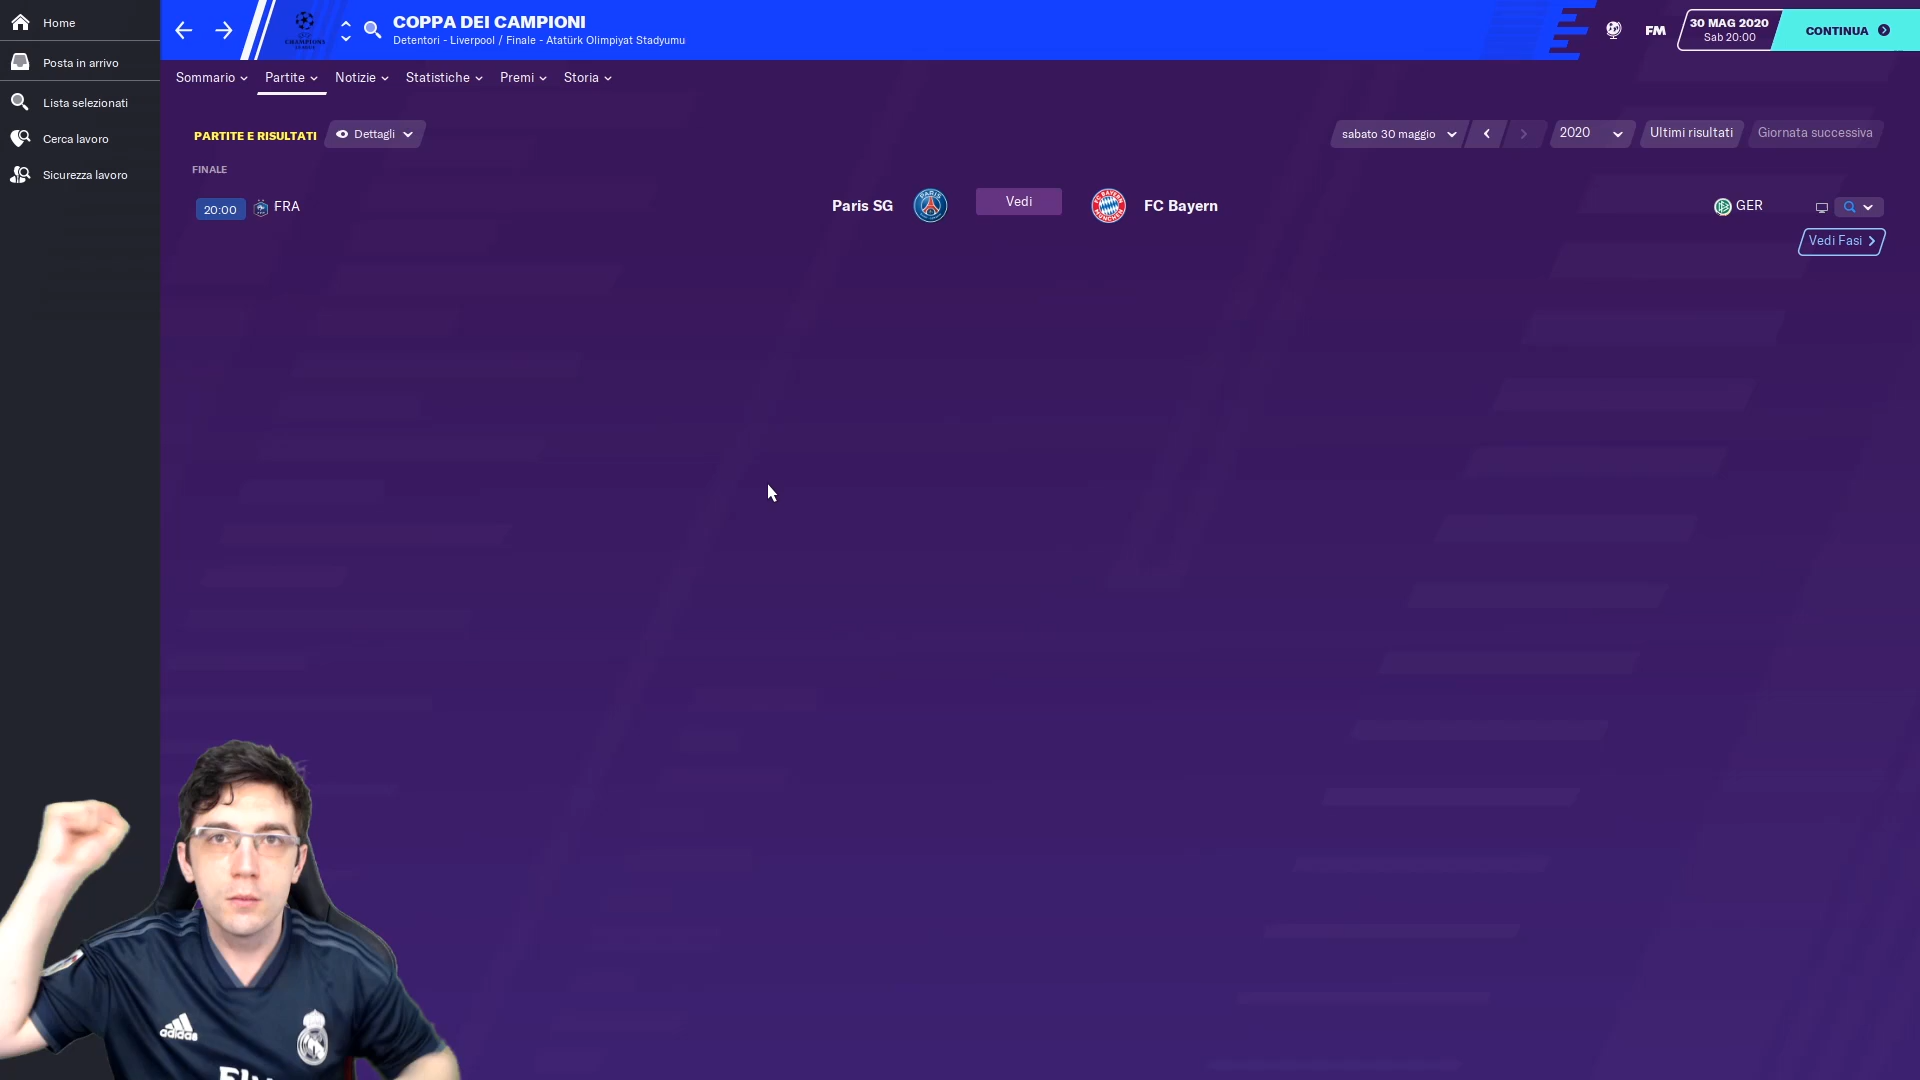 Home
Posta in arrivo
Lista selezionati
Cerca lavoro
Sicurezza lavoro
COPPA DEI CAMPIONI
Detentori - Liverpool / Finale - Atatürk Olimpiyat Stadyumu
FM
30 MAG 2020
Sab 20:00
CONTINUA
Sommario
Partite
Notizie
Statistiche
Premi
Storia
PARTITE E RISULTATI
Dettagli
sabato 30 maggio
2020
Ultimi risultati
Giornata successiva
FINALE
20:00
FRA
Paris SG
Vedi
FC Bayern
GER
Vedi Fasi
adidas